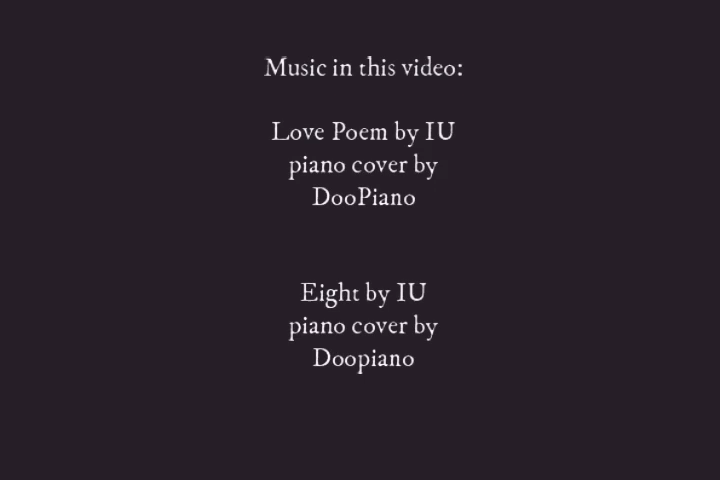 Music in this video:
Love Poem by IU
piano cover by
DooPiano
Eight by IU
piano cover by
Doopiano